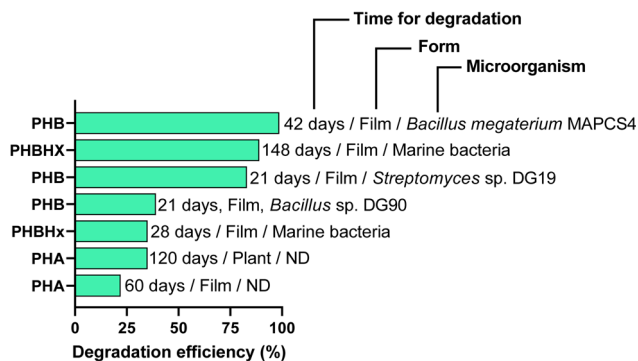 Time for degradation
Form
Microorganism
PHB 42 days / Film / Bacillus megaterium MAPCS4
PHBHX 148 days / Film / Marine bacteria
PHB 21 days / Film / Streptomyces sp. DG19
PHB 21 days, Film, Bacillus sp. DG90
PHBHx 28 days / Film / Marine bacteria
PHA 120 days / Plant / ND
PHA 60 days / Film / ND
0 25 50 75 100
Degradation efficiency (%)